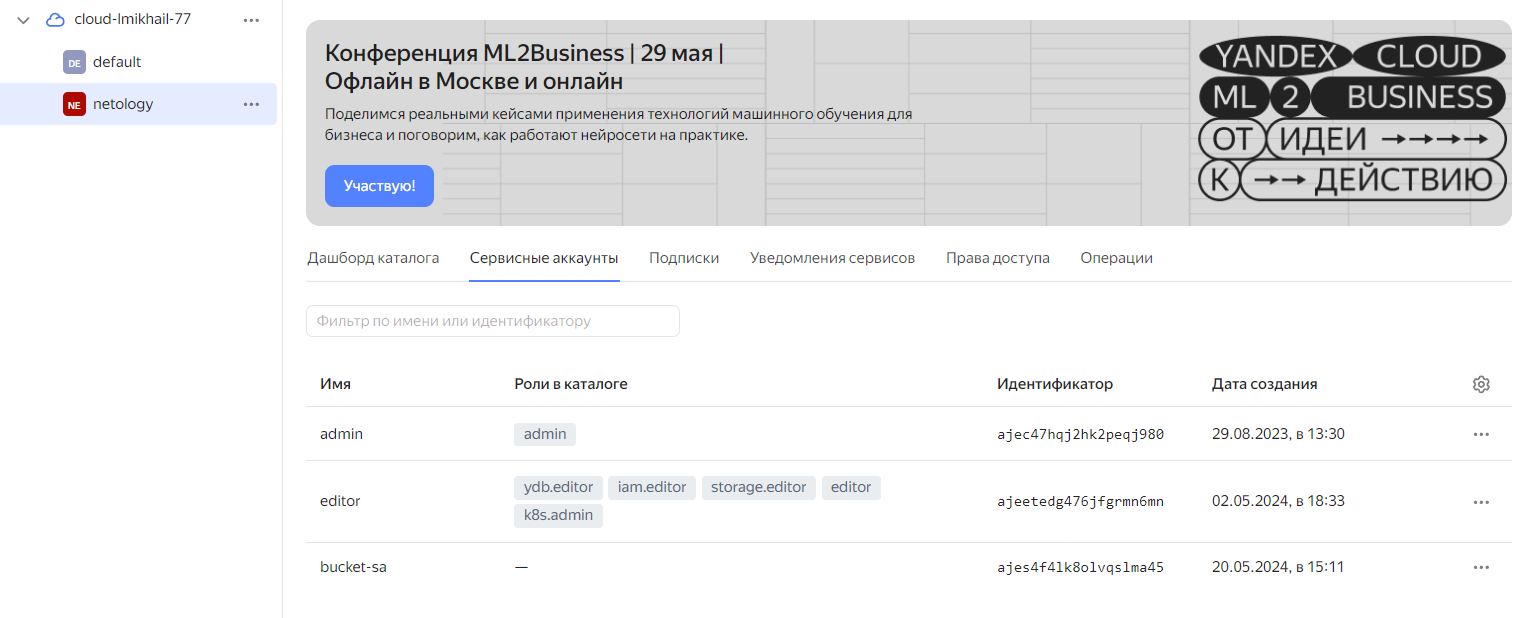 cloud-lmikhail-77
DE default
NE netology
Конференция ML2Business | 29 мая |
Офлайн в Москве и онлайн
Поделимся реальными кейсами применения технологий машинного обучения для
бизнеса и поговорим, как работают нейросети на практике.
Участвую!
YANDEX CLOUD
ML 2 BUSINESS
ОТ ИДЕИ →→→→
К →→ ДЕЙСТВИЮ
Дашборд каталога Сервисные аккаунты Подписки Уведомления сервисов Права доступа Операции
Фильтр по имени или идентификатору
Имя Роли в каталоге Идентификатор Дата создания
admin admin ajec47hqj2hk2peqj980 29.08.2023, в 13:30
ydb.editor iam.editor storage.editor editor
editor ajeetedg476jfgrmn6mn 02.05.2024, в 18:33
k8s.admin
bucket-sa — ajes4f4lk8olvqslma45 20.05.2024, в 15:11